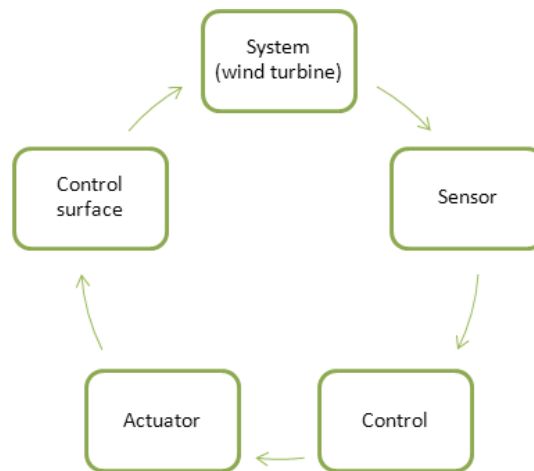 System
(wind turbine)
Sensor
Control
Actuator
Control
surface